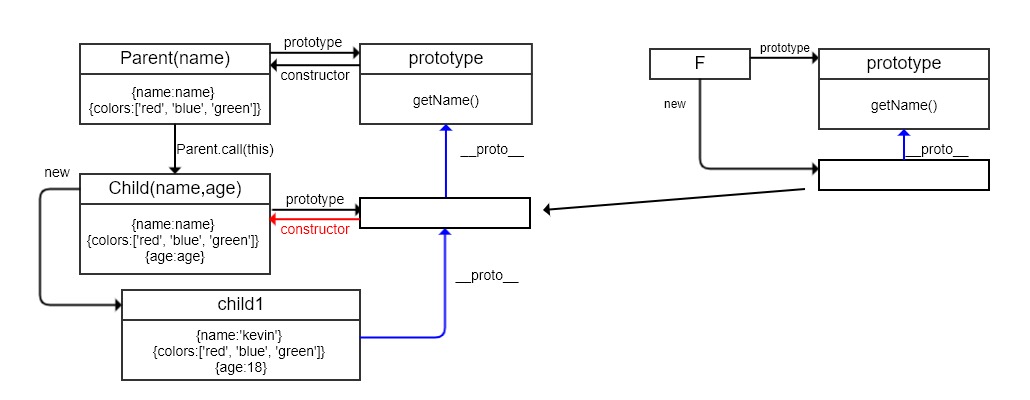 Parent(name)
{name:name}
{colors:['red', 'blue', 'green']}
prototype
constructor
prototype
getName()
Parent.call(this)
__proto__
new
Child(name,age)
{name:name}
{colors:['red', 'blue', 'green']}
{age:age}
prototype
constructor
__proto__
child1
{name:'kevin'}
{colors:['red', 'blue', 'green']}
{age:18}
F
prototype
prototype
getName()
new
__proto__